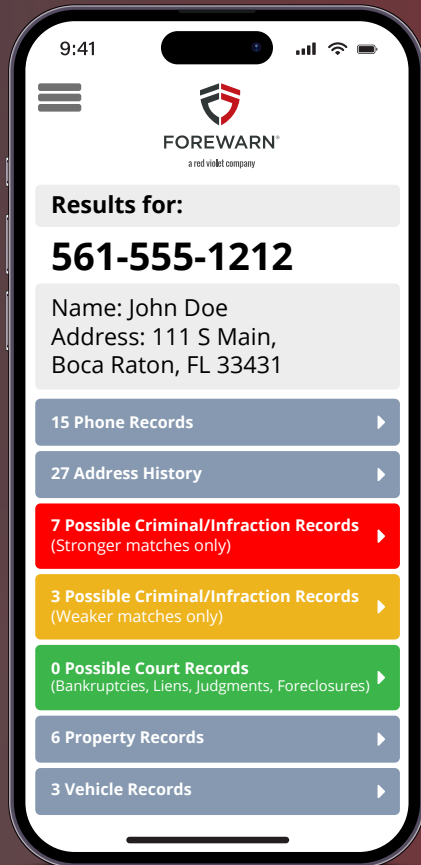 9:41
FOREWARN®
a red violet company
Results for:
561-555-1212
Name: John Doe
Address: 111 S Main,
Boca Raton, FL 33431
15 Phone Records
27 Address History
7 Possible Criminal/Infraction Records
(Stronger matches only)
3 Possible Criminal/Infraction Records
(Weaker matches only)
0 Possible Court Records
(Bankruptcies, Liens, Judgments, Foreclosures)
6 Property Records
3 Vehicle Records